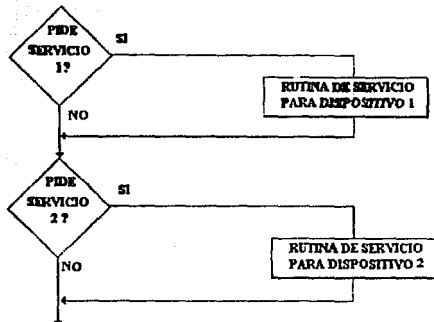 PIDE
SERVICIO
1?
SI
RUTINA DE SERVICIO
PARA DISPOSITIVO 1
NO
PIDE
SERVICIO
2 ?
SI
RUTINA DE SERVICIO
PARA DISPOSITIVO 2
NO